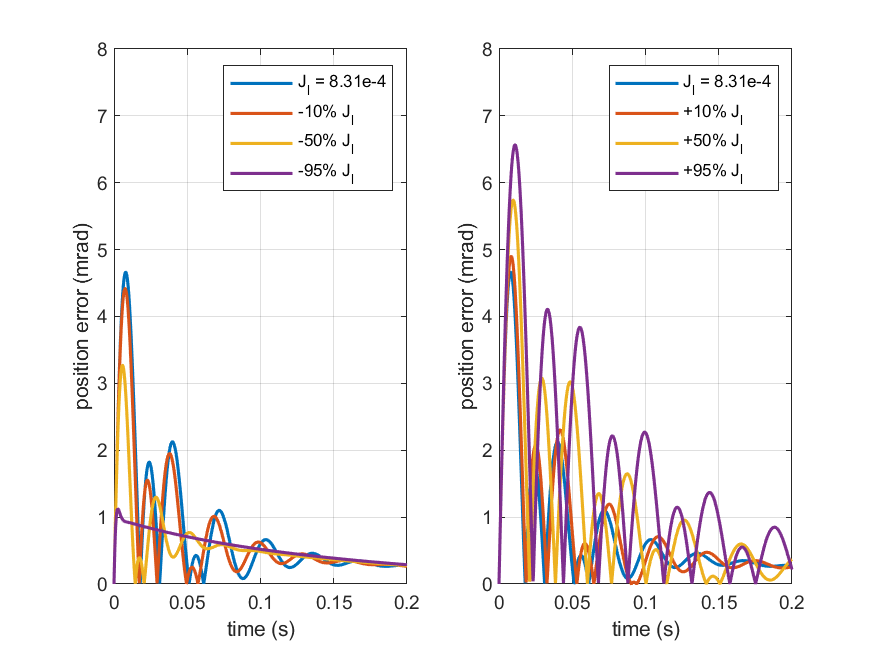 8
7
6
5
4
3
2
1
0
0 0.05 0.1 0.15 0.2
time (s)
position error (mrad)
J_l = 8.31e-4
-10% J_l
-50% J_l
-95% J_l
8
7
6
5
4
3
2
1
0
0 0.05 0.1 0.15 0.2
time (s)
position error (mrad)
J_l = 8.31e-4
+10% J_l
+50% J_l
+95% J_l